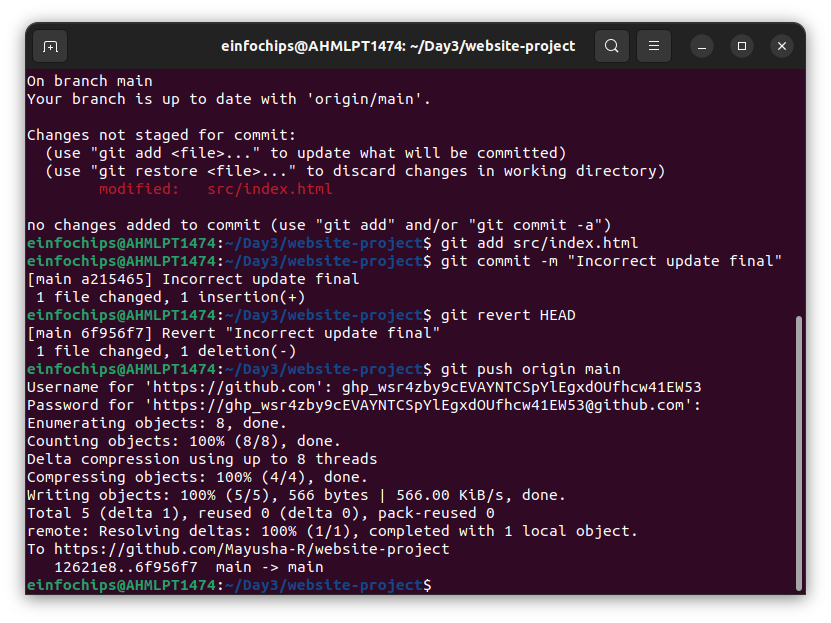 einfochips@AHMLPT1474: ~/Day3/website-project
On branch main
Your branch is up to date with 'origin/main'.
Changes not staged for commit:
(use "git add <file>..." to update what will be committed)
(use "git restore <file>..." to discard changes in working directory)
modified: src/index.html
no changes added to commit (use "git add" and/or "git commit -a")
einfochips@AHMLPT1474:~/Day3/website-project$ git add src/index.html
einfochips@AHMLPT1474:~/Day3/website-project$ git commit -m "Incorrect update final"
[main a215465] Incorrect update final
1 file changed, 1 insertion(+)
einfochips@AHMLPT1474:~/Day3/website-project$ git revert HEAD
[main 6f956f7] Revert "Incorrect update final"
1 file changed, 1 deletion(-)
einfochips@AHMLPT1474:~/Day3/website-project$ git push origin main
Username for 'https://github.com': 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
Password for 'https://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@github.com':
Enumerating objects: 8, done.
Counting objects: 100% (8/8), done.
Delta compression using up to 8 threads
Compressing objects: 100% (4/4), done.
Writing objects: 100% (5/5), 566 bytes | 566.00 KiB/s, done.
Total 5 (delta 1), reused 0 (delta 0), pack-reused 0
remote: Resolving deltas: 100% (1/1), completed with 1 local object.
To https://github.com/Mayusha-R/website-project
12621e8..6f956f7 main -> main
einfochips@AHMLPT1474:~/Day3/website-project$